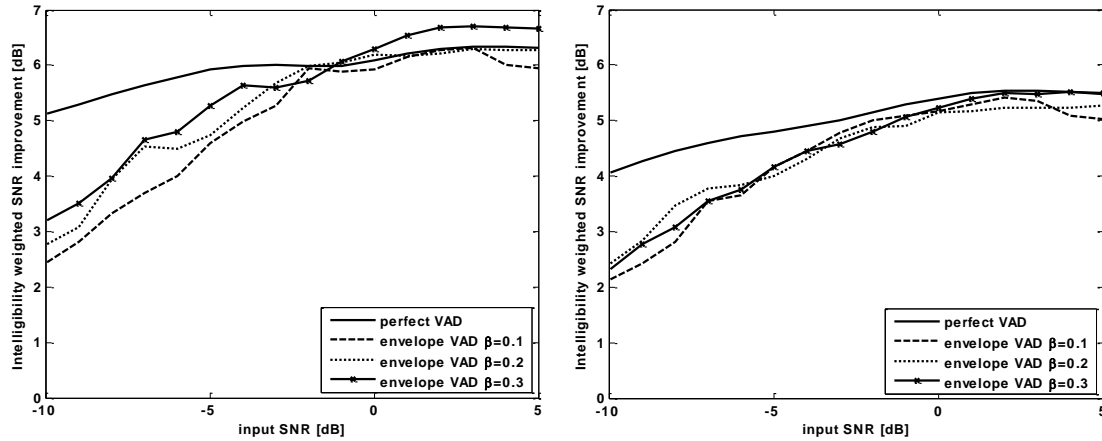 7
6
5
4
3
2
1
0
-10
-5
0
5
Intelligibility weighted SNR improvement [dB]
input SNR [dB]
perfect VAD
envelope VAD β=0.1
envelope VAD β=0.2
envelope VAD β=0.3
7
6
5
4
3
2
1
0
-10
-5
0
5
Intelligibility weighted SNR improvement [dB]
input SNR [dB]
perfect VAD
envelope VAD β=0.1
envelope VAD β=0.2
envelope VAD β=0.3